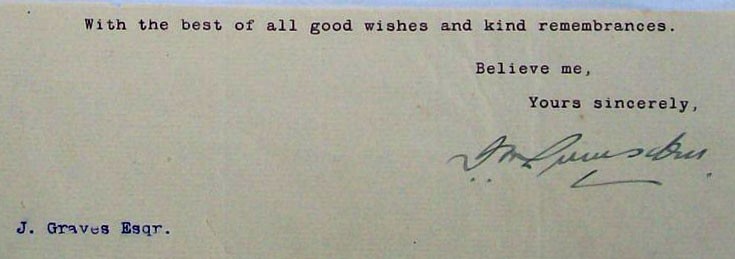 With the best of all good wishes and kind remembrances.
Believe me,
Yours sincerely,
J. Graves Esqr.